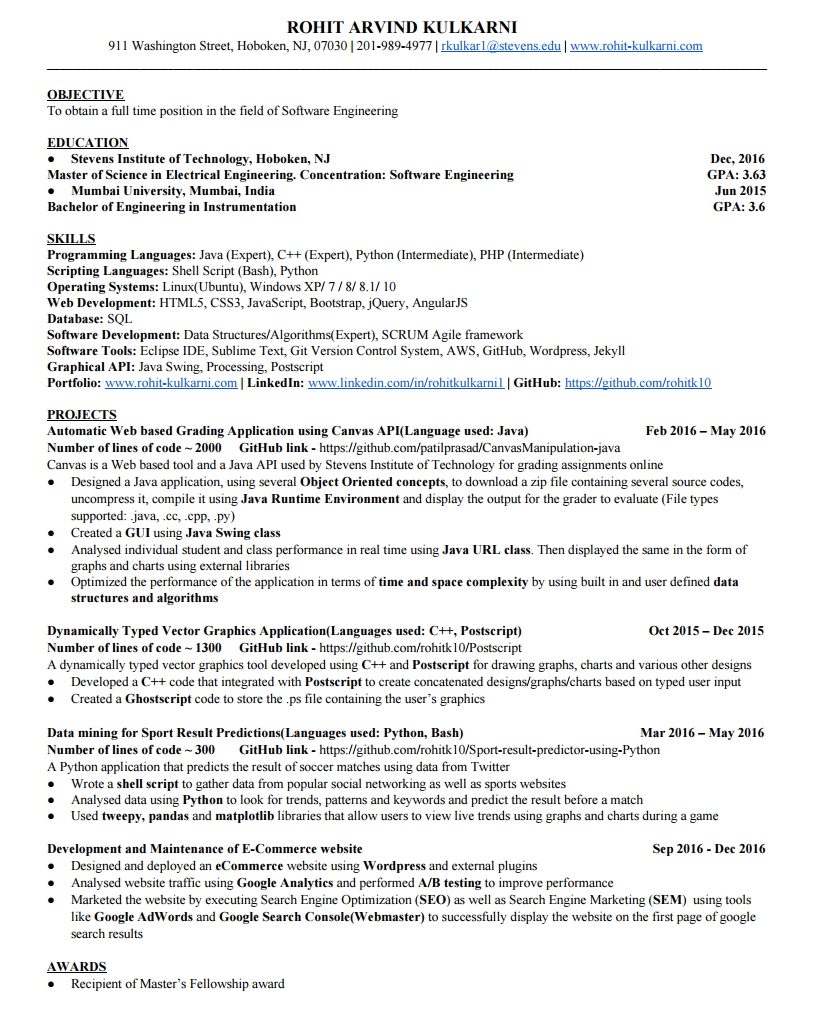 ROHIT ARVIND KULKARNI
911 Washington Street, Hoboken, NJ, 07030 | 201-989-4977 | rkulkar1@stevens.edu | www.rohit-kulkarni.com
OBJECTIVE
To obtain a full time position in the field of Software Engineering
EDUCATION
● Stevens Institute of Technology, Hoboken, NJ Dec, 2016
Master of Science in Electrical Engineering. Concentration: Software Engineering GPA: 3.63
● Mumbai University, Mumbai, India Jun 2015
Bachelor of Engineering in Instrumentation GPA: 3.6
SKILLS
Programming Languages: Java (Expert), C++ (Expert), Python (Intermediate), PHP (Intermediate)
Scripting Languages: Shell Script (Bash), Python
Operating Systems: Linux(Ubuntu), Windows XP/ 7 / 8/ 8.1/ 10
Web Development: HTML5, CSS3, JavaScript, Bootstrap, jQuery, AngularJS
Database: SQL
Software Development: Data Structures/Algorithms(Expert), SCRUM Agile framework
Software Tools: Eclipse IDE, Sublime Text, Git Version Control System, AWS, GitHub, Wordpress, Jekyll
Graphical API: Java Swing, Processing, Postscript
Portfolio: www.rohit-kulkarni.com | LinkedIn: www.linkedin.com/in/rohitkulkarni1 | GitHub: https://github.com/rohitk10
PROJECTS
Automatic Web based Grading Application using Canvas API(Language used: Java) Feb 2016 – May 2016
Number of lines of code ~ 2000 GitHub link - https://github.com/patilprasad/CanvasManipulation-java
Canvas is a Web based tool and a Java API used by Stevens Institute of Technology for grading assignments online
● Designed a Java application, using several Object Oriented concepts, to download a zip file containing several source codes,
uncompress it, compile it using Java Runtime Environment and display the output for the grader to evaluate (File types
supported: .java, .cc, .cpp, .py)
● Created a GUI using Java Swing class
● Analysed individual student and class performance in real time using Java URL class. Then displayed the same in the form of
graphs and charts using external libraries
● Optimized the performance of the application in terms of time and space complexity by using built in and user defined data
structures and algorithms
Dynamically Typed Vector Graphics Application(Languages used: C++, Postscript) Oct 2015 – Dec 2015
Number of lines of code ~ 1300 GitHub link - https://github.com/rohitk10/Postscript
A dynamically typed vector graphics tool developed using C++ and Postscript for drawing graphs, charts and various other designs
● Developed a C++ code that integrated with Postscript to create concatenated designs/graphs/charts based on typed user input
● Created a Ghostscript code to store the .ps file containing the user's graphics
Data mining for Sport Result Predictions(Languages used: Python, Bash) Mar 2016 – May 2016
Number of lines of code ~ 300 GitHub link - https://github.com/rohitk10/Sport-result-predictor-using-Python
A Python application that predicts the result of soccer matches using data from Twitter
● Wrote a shell script to gather data from popular social networking as well as sports websites
● Analysed data using Python to look for trends, patterns and keywords and predict the result before a match
● Used tweepy, pandas and matplotlib libraries that allow users to view live trends using graphs and charts during a game
Development and Maintenance of E-Commerce website Sep 2016 - Dec 2016
● Designed and deployed an eCommerce website using Wordpress and external plugins
● Analysed website traffic using Google Analytics and performed A/B testing to improve performance
● Marketed the website by executing Search Engine Optimization (SEO) as well as Search Engine Marketing (SEM) using tools
like Google AdWords and Google Search Console(Webmaster) to successfully display the website on the first page of google
search results
AWARDS
● Recipient of Master's Fellowship award